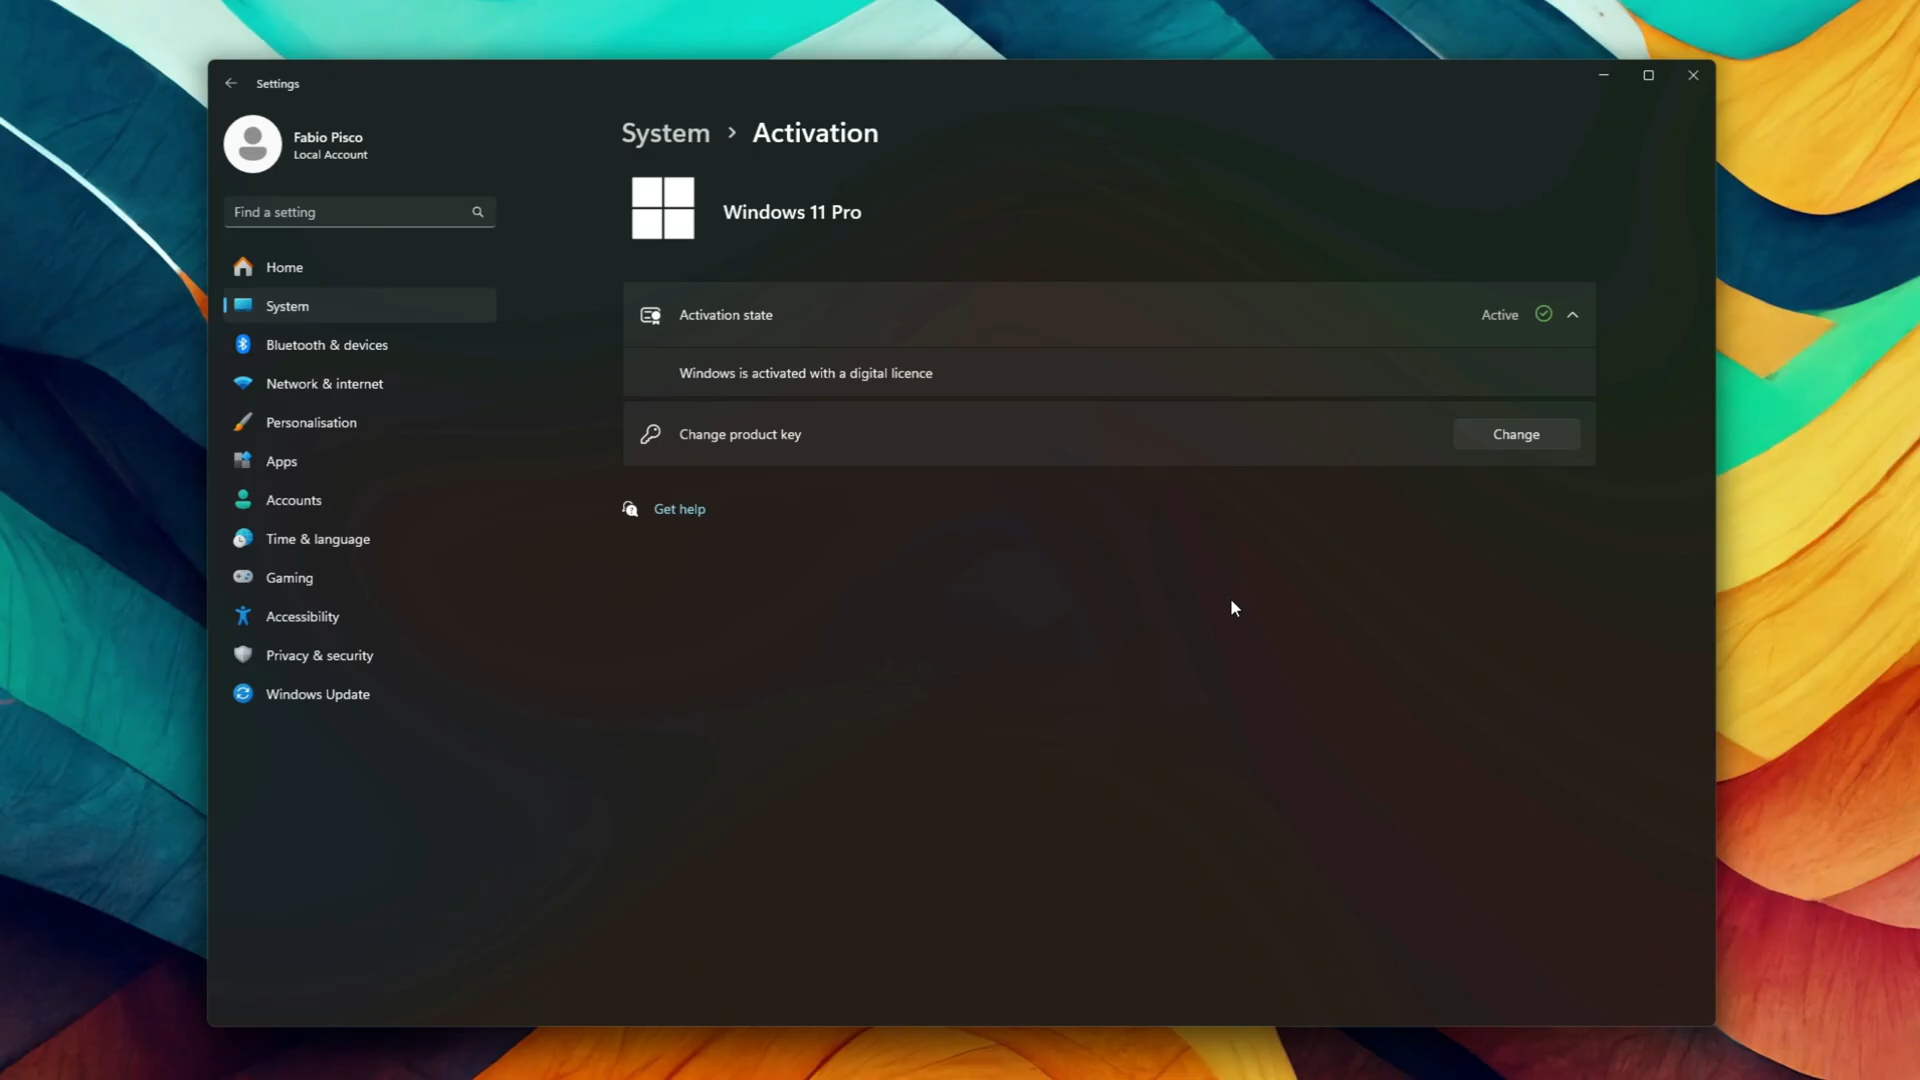 Settings
Fabio Pisco
Local Account
Find a setting
Home
System
Bluetooth & devices
Network & internet
Personalisation
Apps
Accounts
Time & language
Gaming
Accessibility
Privacy & security
Windows Update
System > Activation
Windows 11 Pro
Activation state Active
Windows is activated with a digital licence
Change product key Change
Get help